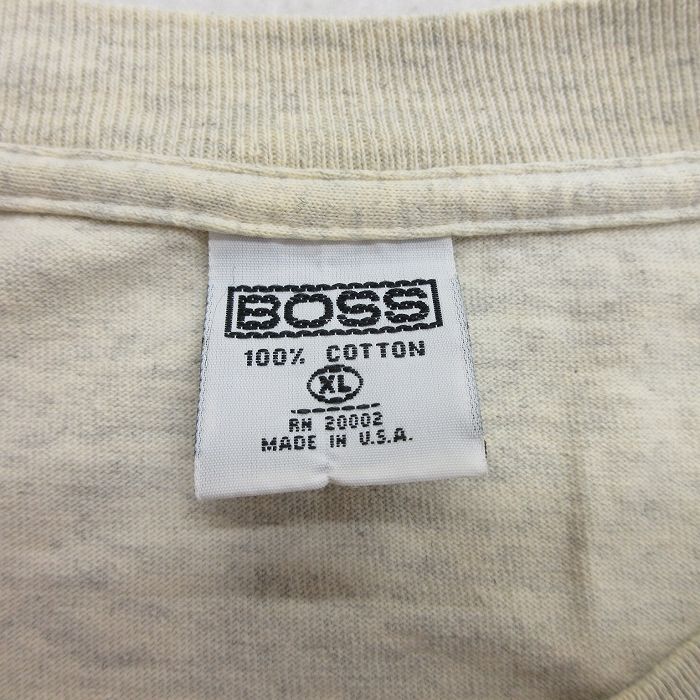 BOSS
100% COTTON
XL
RN 20002
MADE IN U.S.A.